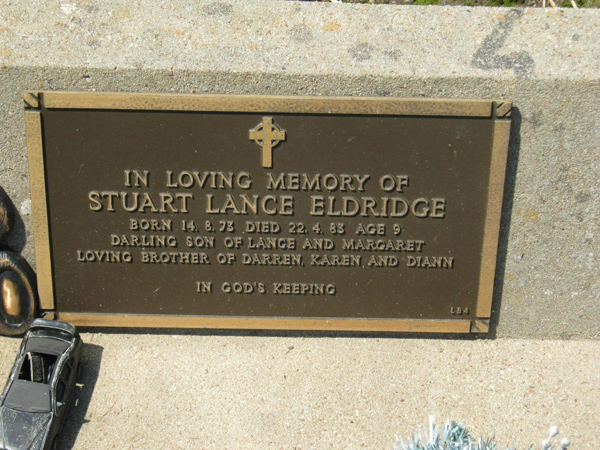 IN LOVING MEMORY OF
STUART LANCE ELDRIDGE
BORN 14.8.73 DIED 22.4.83 AGE 9
DARLING SON OF LANCE AND MARGARET
LOVING BROTHER OF DARREN, KAREN, AND DIANN
IN GOD'S KEEPING